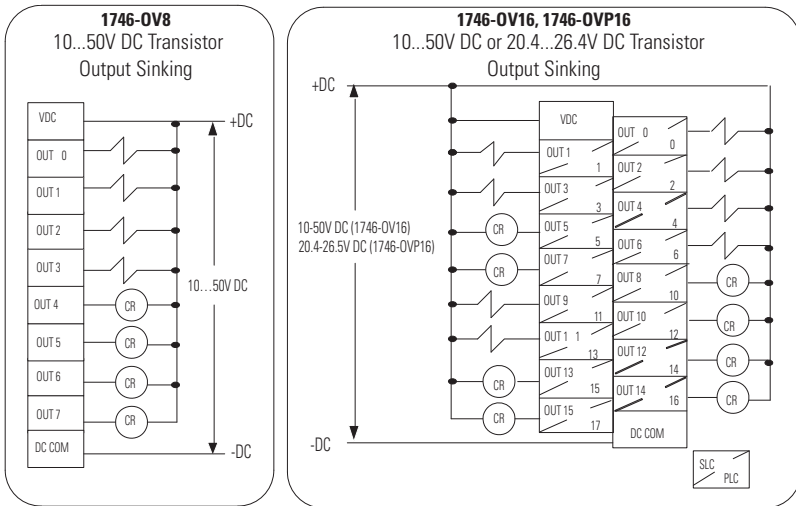 1746-OV8
10...50V DC Transistor
Output Sinking
VDC
+DC
OUT 0
OUT 1
OUT 2
OUT 3
10...50V DC
OUT 4
CR
OUT 5
CR
OUT 6
CR
OUT 7
CR
DC COM
-DC
1746-OV16, 1746-OVP16
10...50V DC or 20.4...26.4V DC Transistor
Output Sinking
+DC
VDC
OUT 0
0
OUT 1
1
OUT 2
2
OUT 3
3
OUT 4
4
10-50V DC (1746-OV16)
20.4-26.5V DC (1746-OVP16)
CR
OUT 5
5
OUT 6
6
CR
OUT 7
7
OUT 8
10
CR
OUT 9
11
OUT 10
12
CR
OUT 1 1
13
OUT 12
14
CR
CR
OUT 13
15
OUT 14
16
CR
CR
OUT 15
17
DC COM
-DC
SLC
PLC